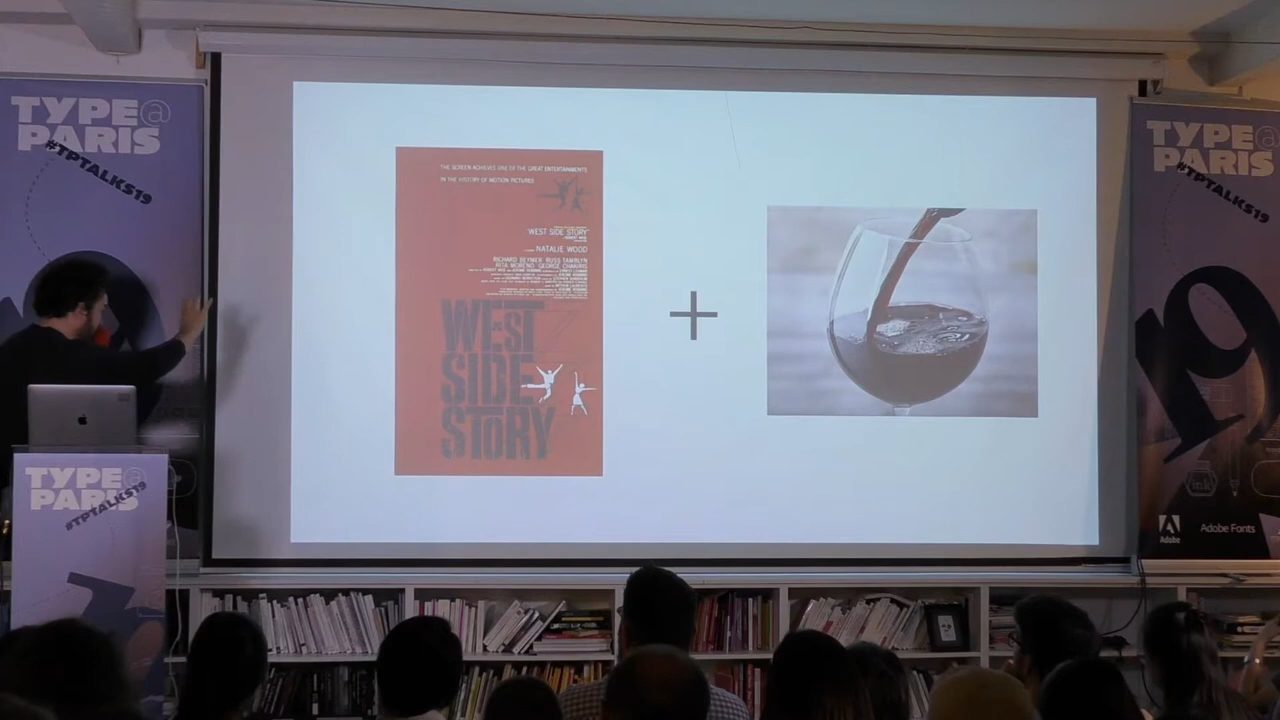 TYPE@
PARIS
#TPTALKS19
THE SCREEN ACHIEVES ONE OF THE GREAT ENTERTAINMENTS
IN THE HISTORY OF MOTION PICTURES
"WEST SIDE STORY"
NATALIE WOOD
RICHARD BEYMER RUSS TAMBLYN
RITA MORENO GEORGE CHAKIRIS
WEST
SIDE
STORY
+
TYPE@
PARIS
#TPTALKS19
ink
Adobe
Adobe Fonts
TYPE@
PARIS
#TPTALKS19